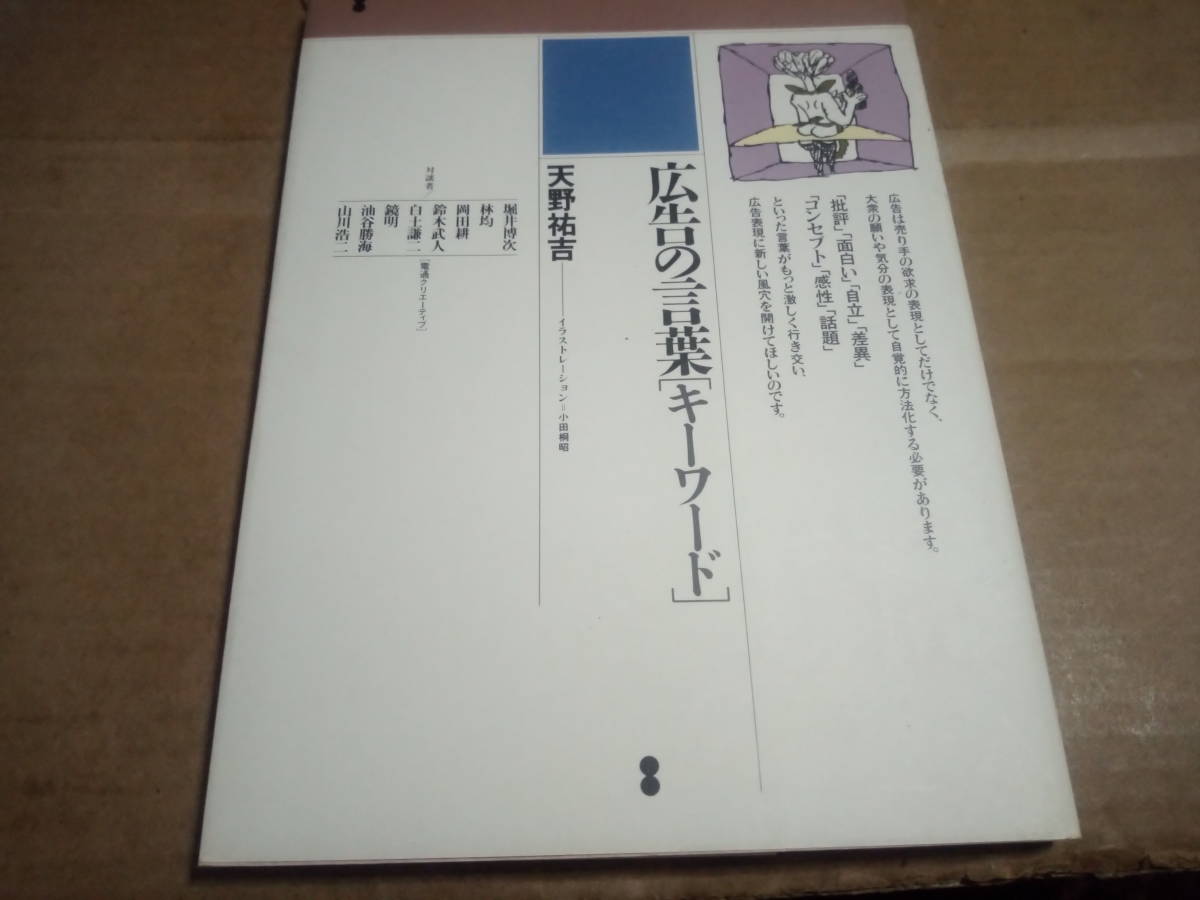 広告は売り手の欲求の表現としてだけでなく、
大衆の願いや気分の表現として自覚的に方法化する必要があります。
「批評」「面白い」「自立」「差異」
「コンセプト」「感性」「話題」
といった言葉がもっと激しく行き交い、
広告表現に新しい風穴を開けてほしいのです。
広告の言葉[キーワード]
天野祐吉
イラストレーション=小田桐昭
堀井博次
林均
岡田耕
鈴木武人
白土謙二
鏡明
油谷勝海
山川浩二
[電通クリエーティブ]
対談者/